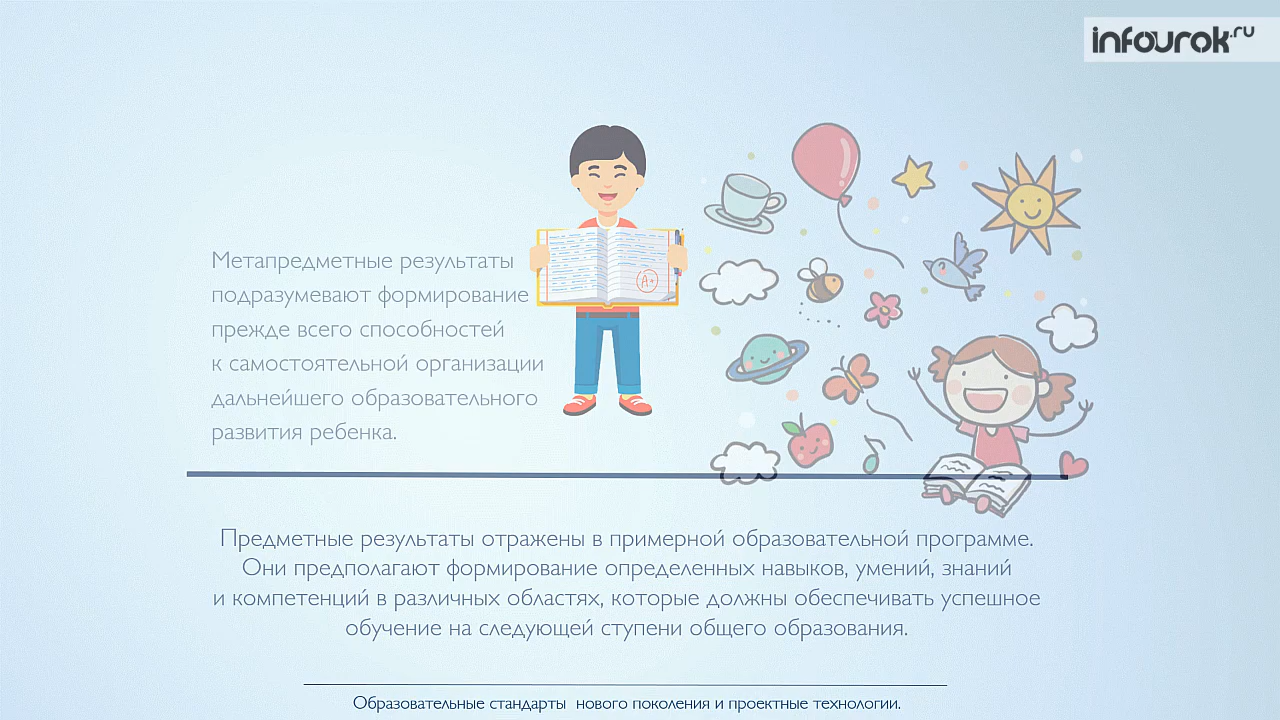 infourok.ru
Метапредметные результаты
подразумевают формирование
прежде всего способностей
к самостоятельной организации
дальнейшего образовательного
развития ребенка.
A+
Предметные результаты отражены в примерной образовательной программе.
Они предполагают формирование определенных навыков, умений, знаний
и компетенций в различных областях, которые должны обеспечивать успешное
обучение на следующей ступени общего образования.
Образовательные стандарты нового поколения и проектные технологии.